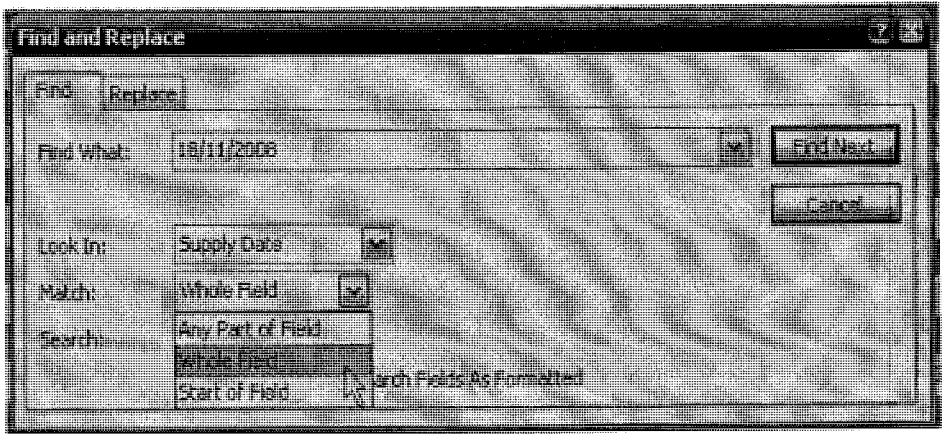 Find and Replace
Find Replace
Find What: 18/11/2008 Find Next
Cancel
Look In: Supply Date
Match: Whole Field
Any Part of Field
Search:
Whole Field
Start of Field arch Fields As Formatted